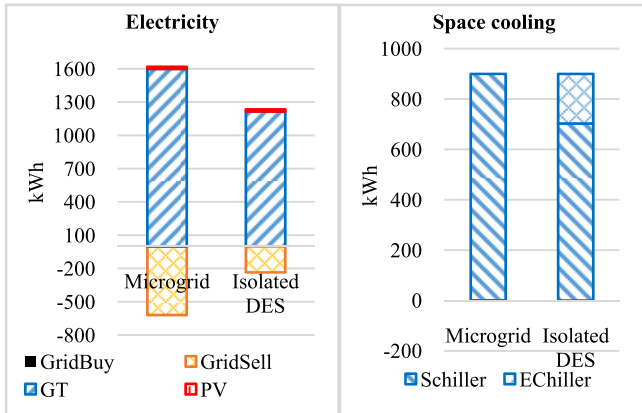 Electricity
kWh
1600
1300
1000
700
400
100
-200
-500
-800
Microgrid
Isolated
DES
GridBuy
GridSell
GT
PV
Space cooling
kWh
1000
800
600
400
200
0
-200
Microgrid
Isolated
DES
Schiller
EChiller